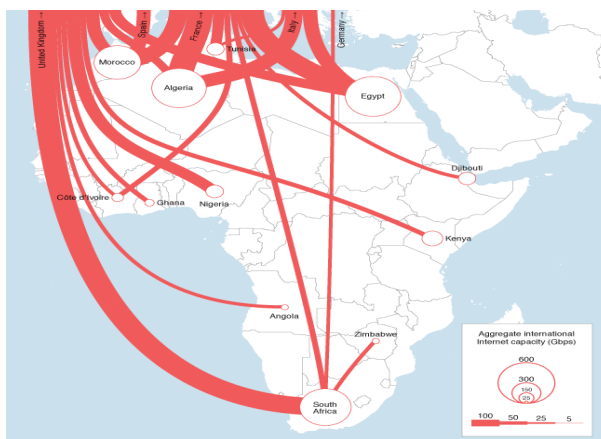 United Kingdom →
Spain →
France →
Italy →
Germany →
Tunisia
Morocco
Algeria
Egypt
Djibouti
Côte d'Ivoire
Ghana
Nigeria
Kenya
Angola
Zimbabwe
South
Africa
Aggregate international
Internet capacity (Gbps)
600
300
150
25
100 50 25 5